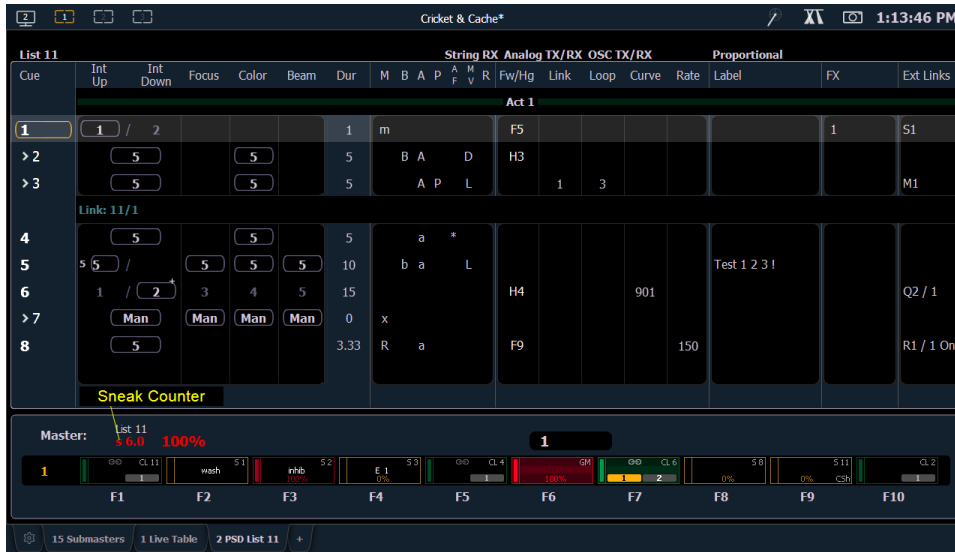 2 1 2 3 Cricket & Cache* 1:13:46 PM
List 11 String RX Analog TX/RX OSC TX/RX Proportional
Cue Int Up Int Down Focus Color Beam Dur M B A P AF MV R Fw/Hg Link Loop Curve Rate Label FX Ext Links
Act 1
1 1 / 2 1 m F5 1 S1
> 2 5 5 5 B A D H3
> 3 5 5 5 A P L 1 3 M1
Link: 11/1
4 5 5 5 a *
5 5 5 / 5 5 5 10 b a L Test 1 2 3 !
6 1 / 2 + 3 4 5 15 H4 901 Q2 / 1
> 7 Man Man Man Man 0 x
8 5 3.33 R a F9 150 R1 / 1 On
Sneak Counter
List 11
Master: s 6.0 100% 1
CL 11 S 1 S 2 S 3 CL 4 GM CL 6 S 8 S 11 CL 2
1 1 wash inhib 100% E 1 0% 1 100% 1 2 0% 0% CSh 1
F1 F2 F3 F4 F5 F6 F7 F8 F9 F10
15 Submasters 1 Live Table 2 PSD List 11 +